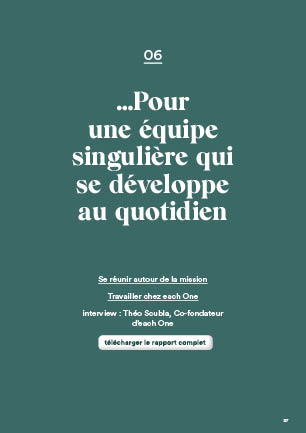 06
...Pour
une équipe
singulière qui
se développe
au quotidien
Se réunir autour de la mission
Travailler chez each One
interview : Théo Scubla, Co-fondateur
d'each One
télécharger le rapport complet